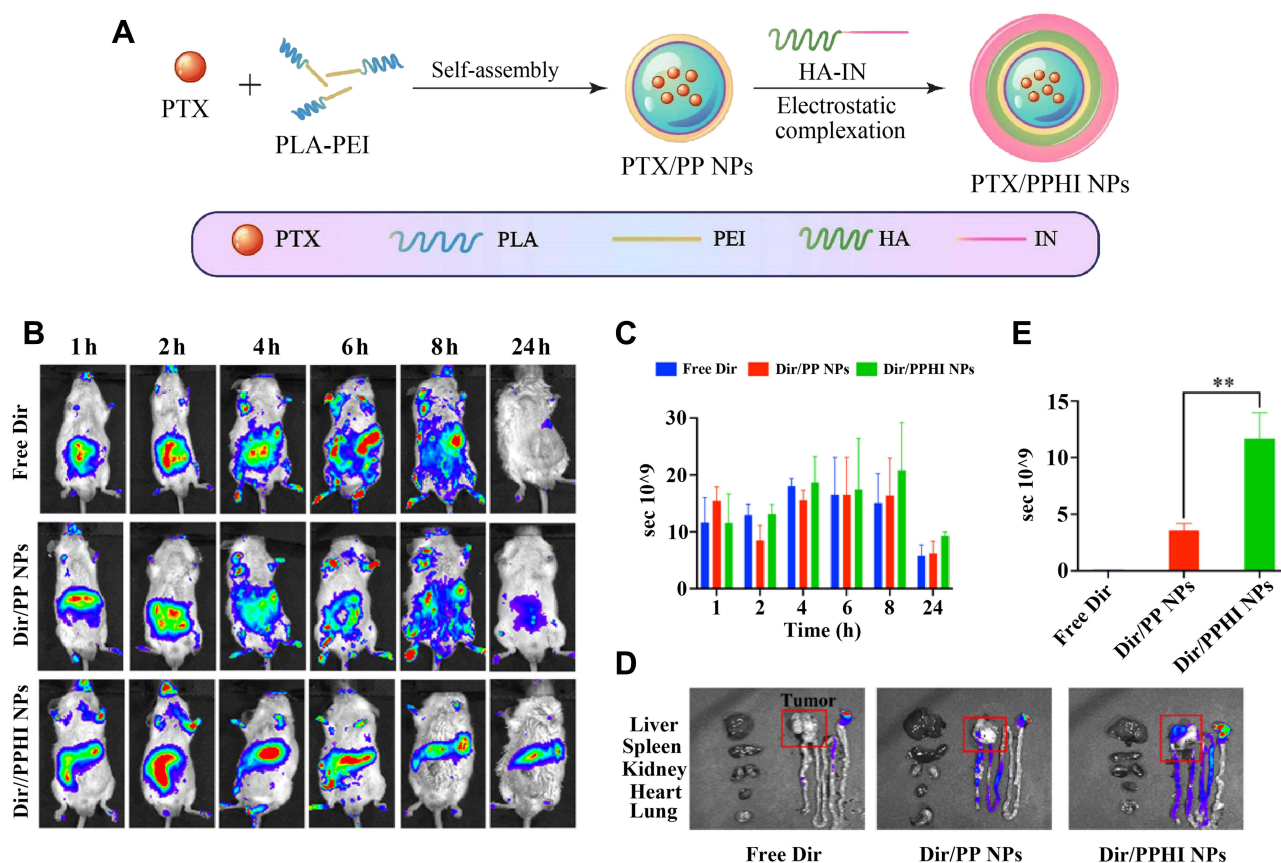 A
PTX
+
PLA-PEI
Self-assembly
PTX/PP NPs
HA-IN
Electrostatic
complexation
PTX/PPHI NPs
PTX
PLA
PEI
HA
IN
B
1 h
2 h
4 h
6 h
8 h
24 h
Free Dir
Dir/PP NPs
Dir//PPHI NPs
C
Free Dir
Dir/PP NPs
Dir/PPHI NPs
sec 10^9
30
20
10
0
1
2
4
6
8
24
Time (h)
E
**
sec 10^9
15
10
5
0
Free Dir
Dir/PP NPs
Dir/PPHI NPs
D
Tumor
Liver
Spleen
Kidney
Heart
Lung
Free Dir
Dir/PP NPs
Dir/PPHI NPs